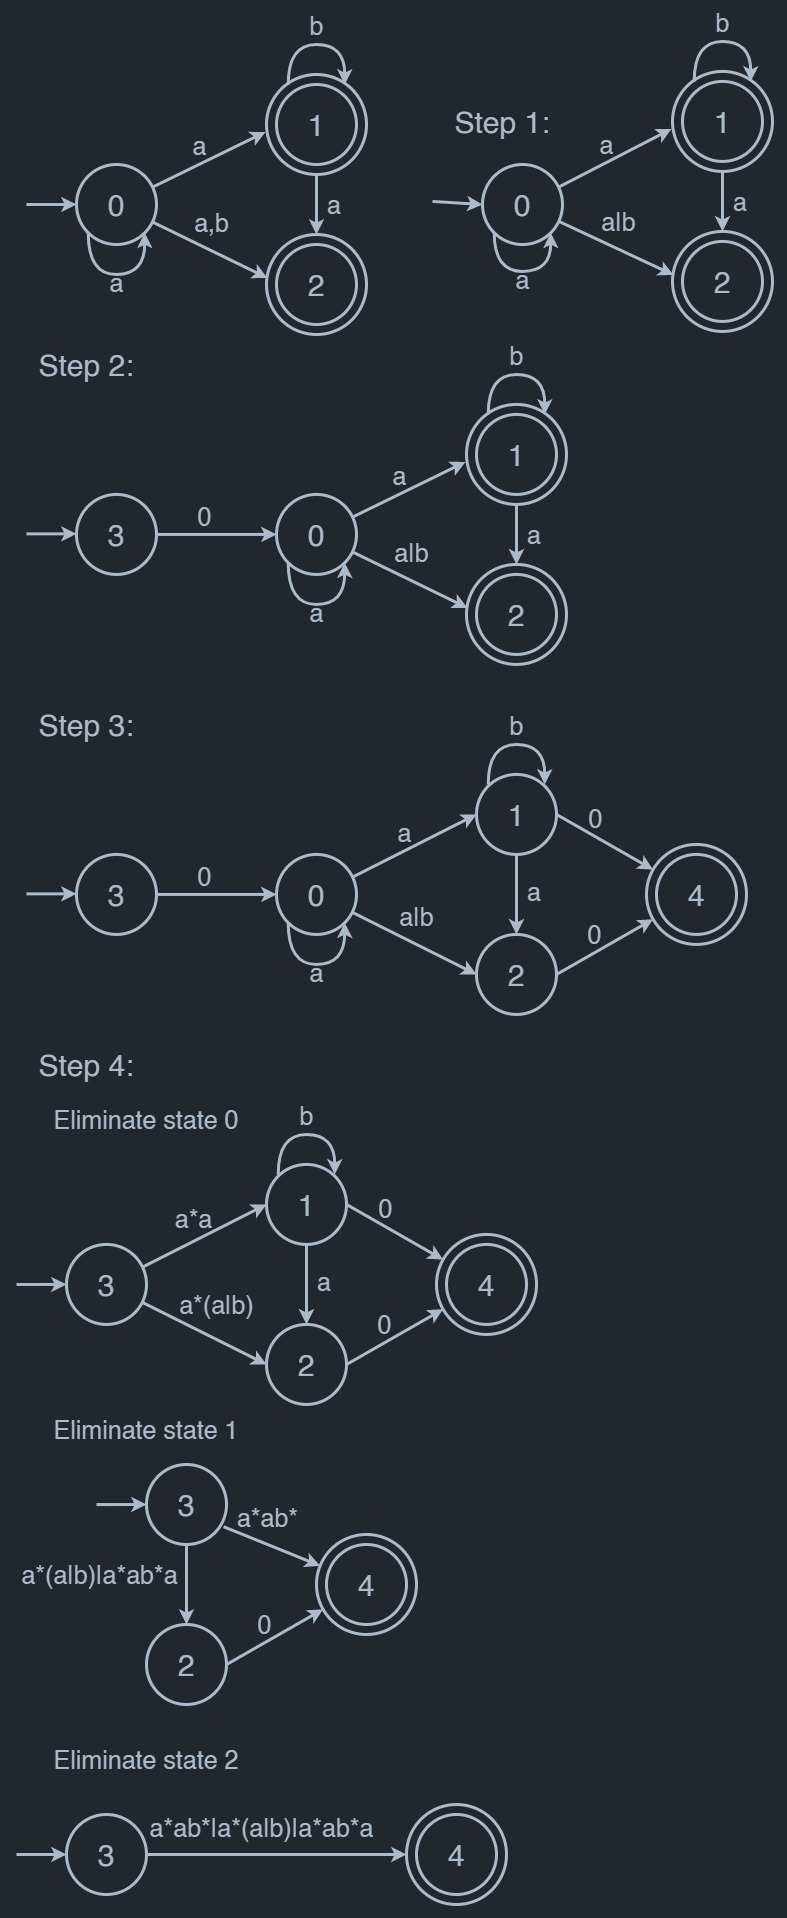 b
1
a
0
a,b
a
a
2
Step 1:
b
1
a
0
alb
a
a
2
Step 2:
b
1
a
3
0
0
alb
a
a
2
Step 3:
b
1
0
a
3
0
0
a
4
alb
0
a
2
Step 4:
Eliminate state 0
b
1
0
a*a
3
a
4
a*(alb)
0
2
Eliminate state 1
3
a*ab*
a*(alb)la*ab*a
4
0
2
Eliminate state 2
a*ab*la*(alb)la*ab*a
3
4